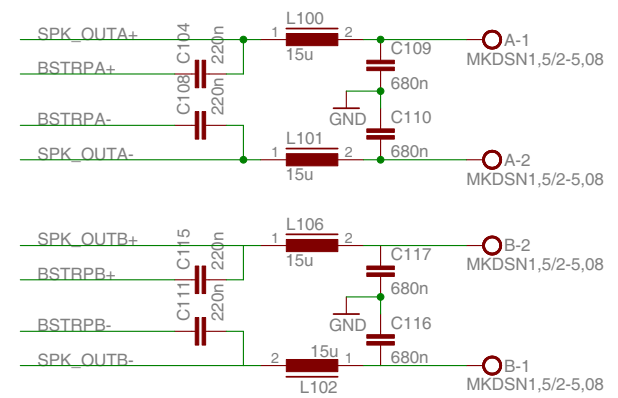 L100
SPK_OUTA+
1
2
15u
A-1
MKDSN1,5/2-5,08
C104
220n
C109
BSTRPA+
680n
C108
220n
GND
C110
BSTRPA-
L101
680n
SPK_OUTA-
1
2
15u
A-2
MKDSN1,5/2-5,08
L106
SPK_OUTB+
1
2
15u
B-2
MKDSN1,5/2-5,08
C115
220n
C117
BSTRPB+
680n
C111
220n
GND
C116
BSTRPB-
15u
680n
SPK_OUTB-
2
1
L102
B-1
MKDSN1,5/2-5,08